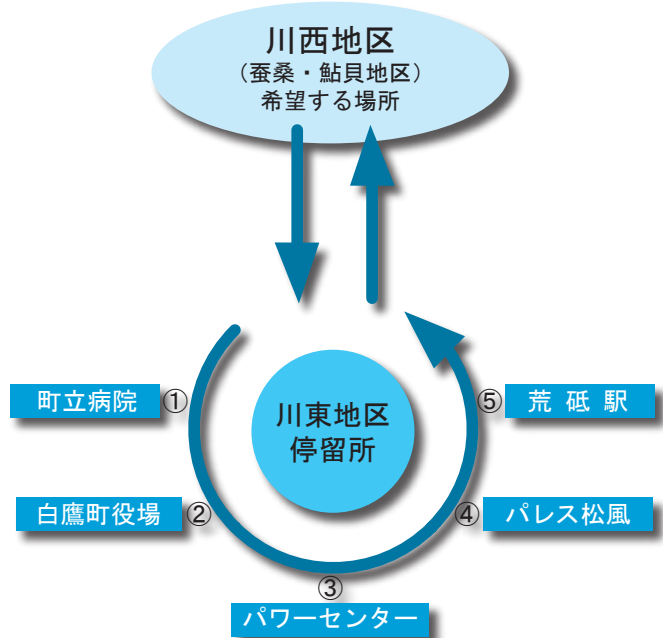 川西地区
（蚕桑・鮎貝地区）
希望する場所
川東地区
停留所
町立病院 ①
白鷹町役場 ②
③
パワーセンター
④ パレス松風
⑤ 荒砥駅